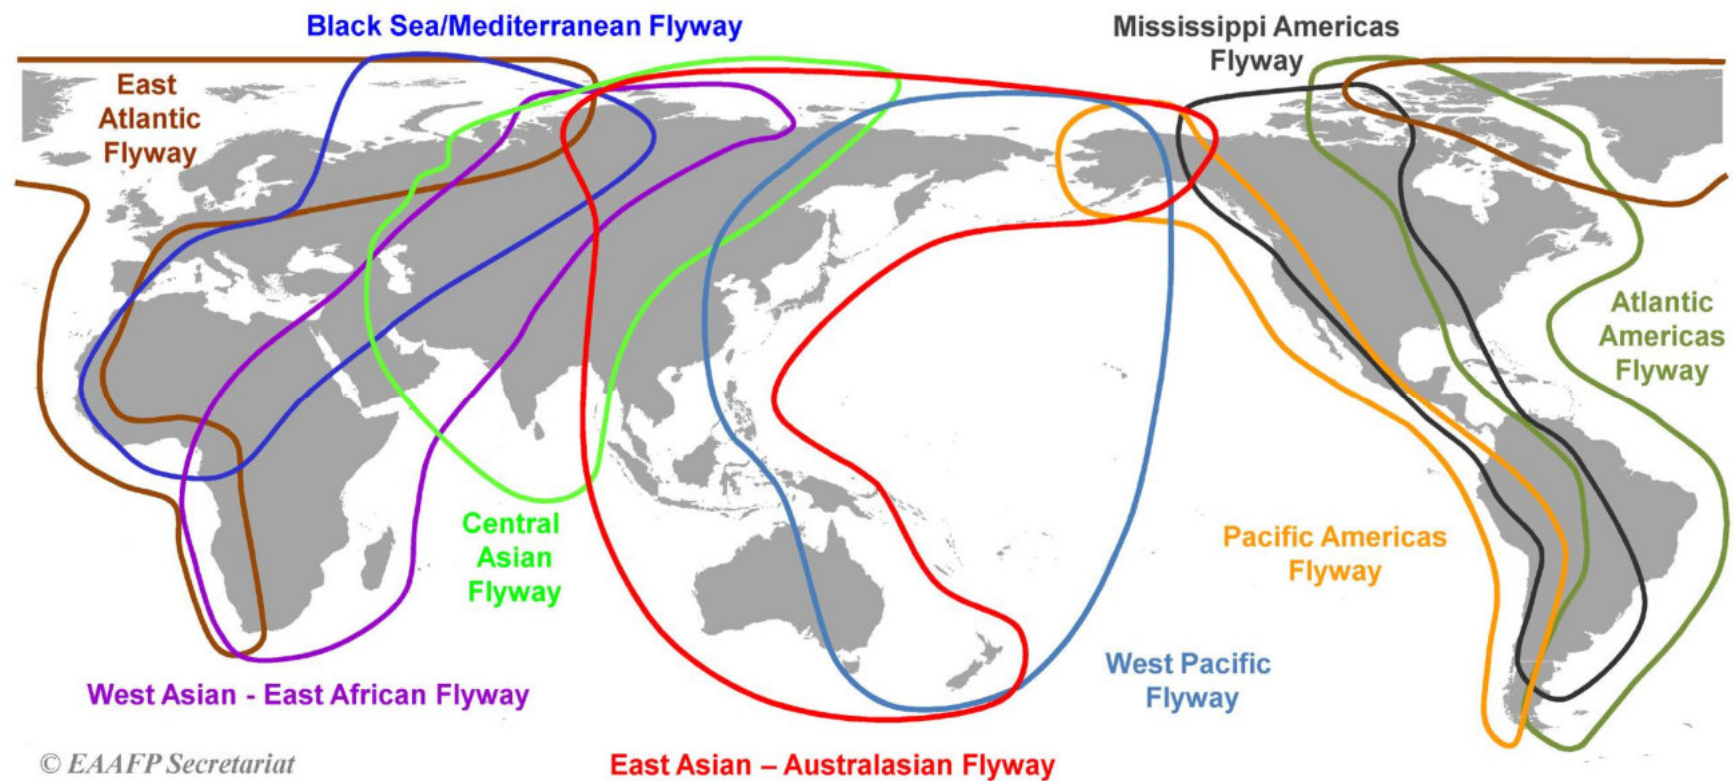 Black Sea/Mediterranean Flyway
Mississippi Americas
Flyway
East
Atlantic
Flyway
Atlantic
Americas
Flyway
Central
Asian
Flyway
Pacific Americas
Flyway
West Pacific
Flyway
West Asian - East African Flyway
© EAAFP Secretariat
East Asian – Australasian Flyway